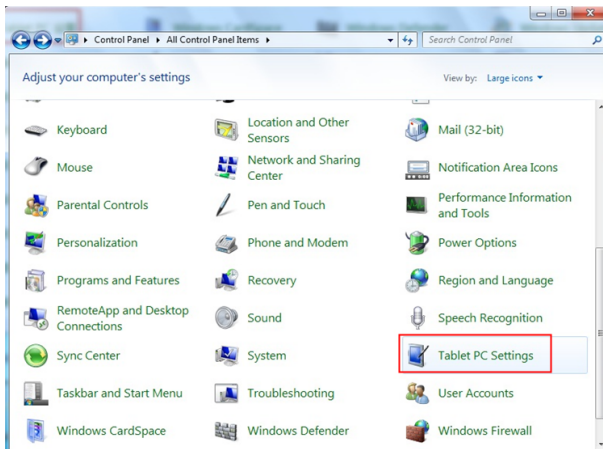 Control Panel ▸ All Control Panel Items ▸
Search Control Panel
Adjust your computer's settings
View by: Large icons
Keyboard
Location and Other
Sensors
Mail (32-bit)
Mouse
Network and Sharing
Center
Notification Area Icons
Parental Controls
Pen and Touch
Performance Information
and Tools
Personalization
Phone and Modem
Power Options
Programs and Features
Recovery
Region and Language
RemoteApp and Desktop
Connections
Sound
Speech Recognition
Sync Center
System
Tablet PC Settings
Taskbar and Start Menu
Troubleshooting
User Accounts
Windows CardSpace
Windows Defender
Windows Firewall